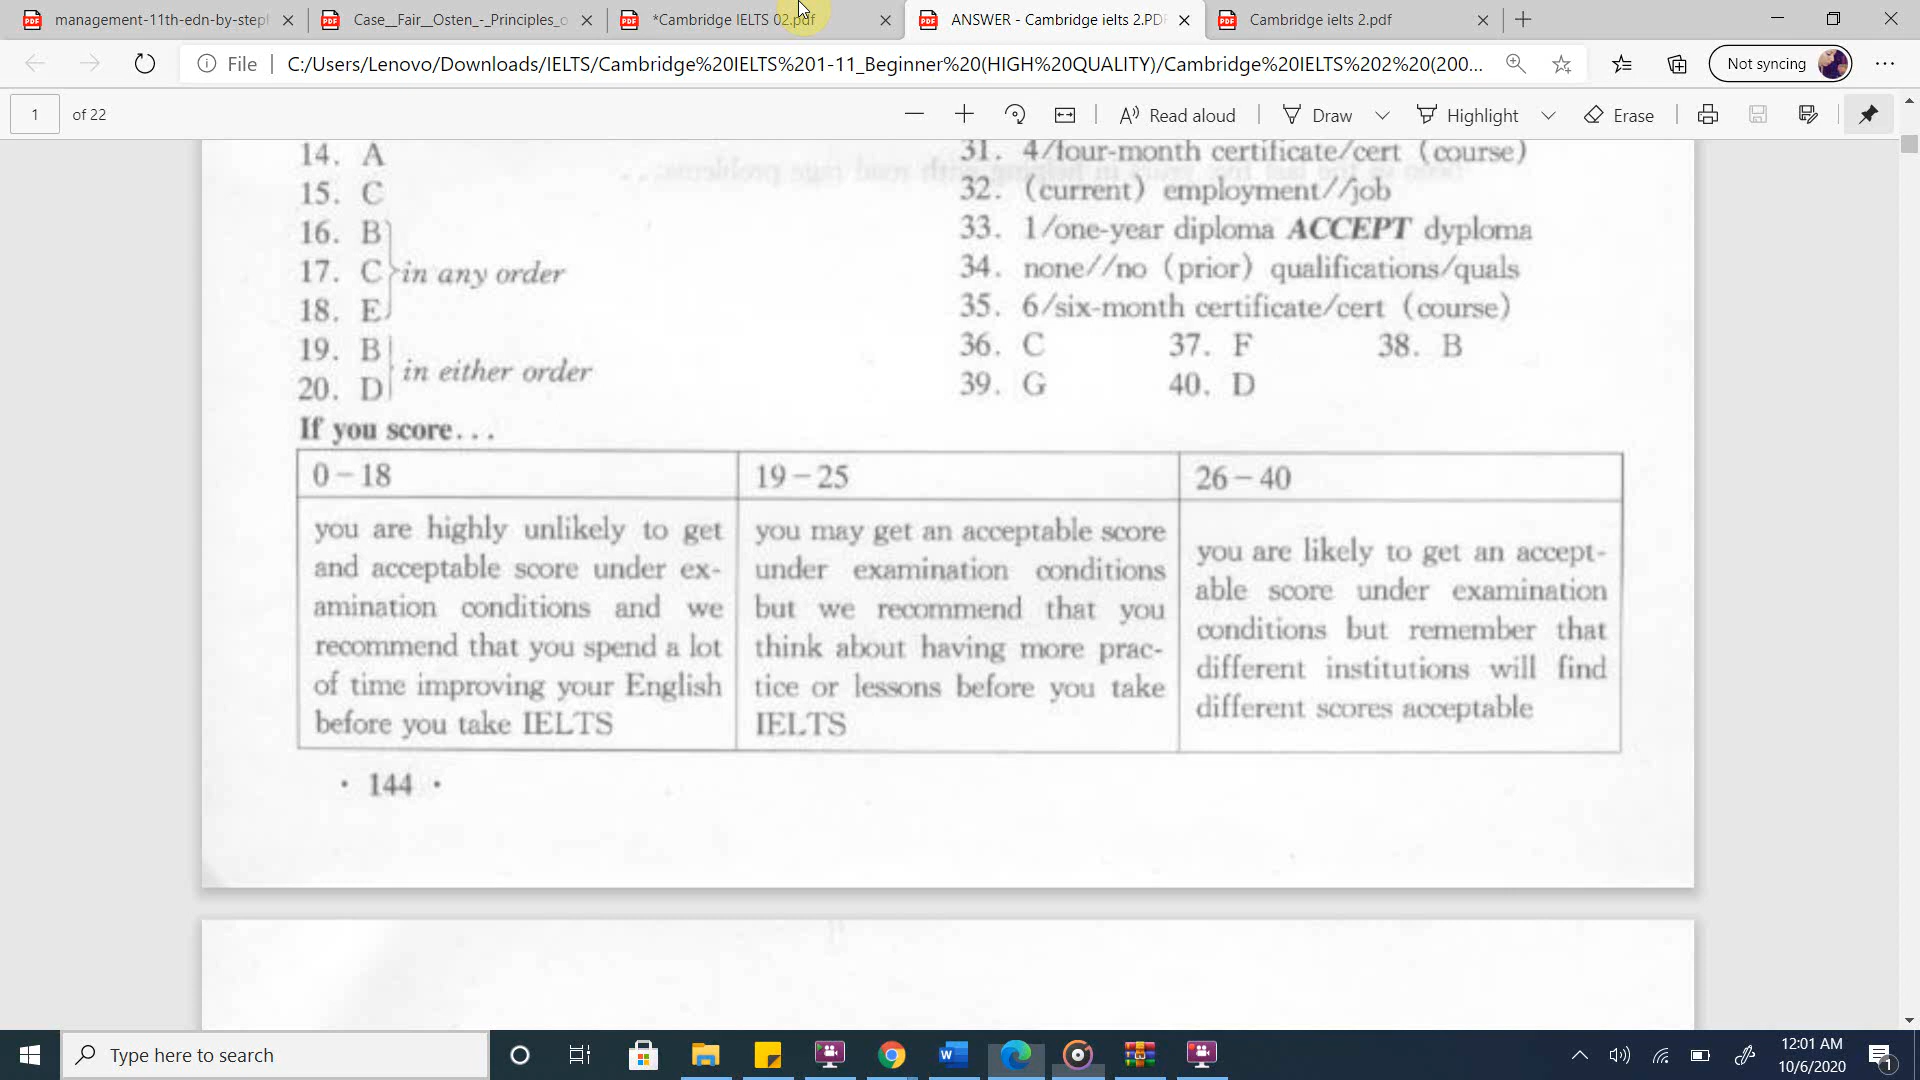 management-11th-edn-by-step
Case__Fair__Osten_-_Principles_o
*Cambridge IELTS 02.pdf
ANSWER - Cambridge ielts 2.PDF
Cambridge ielts 2.pdf
File
C:/Users/Lenovo/Downloads/IELTS/Cambridge%20IELTS%201-11_Beginner%20(HIGH%20QUALITY)/Cambridge%20IELTS%202%20(200...
Not syncing
1 of 22
Read aloud
Draw
Highlight
Erase
14. A
15. C
16. B
17. C in any order
18. E
19. B
20. D in either order
31. 4/four-month certificate/cert (course)
32. (current) employment//job
33. 1/one-year diploma ACCEPT dyploma
34. none//no (prior) qualifications/quals
35. 6/six-month certificate/cert (course)
36. C 37. F 38. B
39. G 40. D
If you score...
0-18
you are highly unlikely to get
and acceptable score under ex-
amination conditions and we
recommend that you spend a lot
of time improving your English
before you take IELTS
19-25
you may get an acceptable score
under examination conditions
but we recommend that you
think about having more prac-
tice or lessons before you take
IELTS
26-40
you are likely to get an accept-
able score under examination
conditions but remember that
different institutions will find
different scores acceptable
· 144 ·
Type here to search
12:01 AM
10/6/2020
1